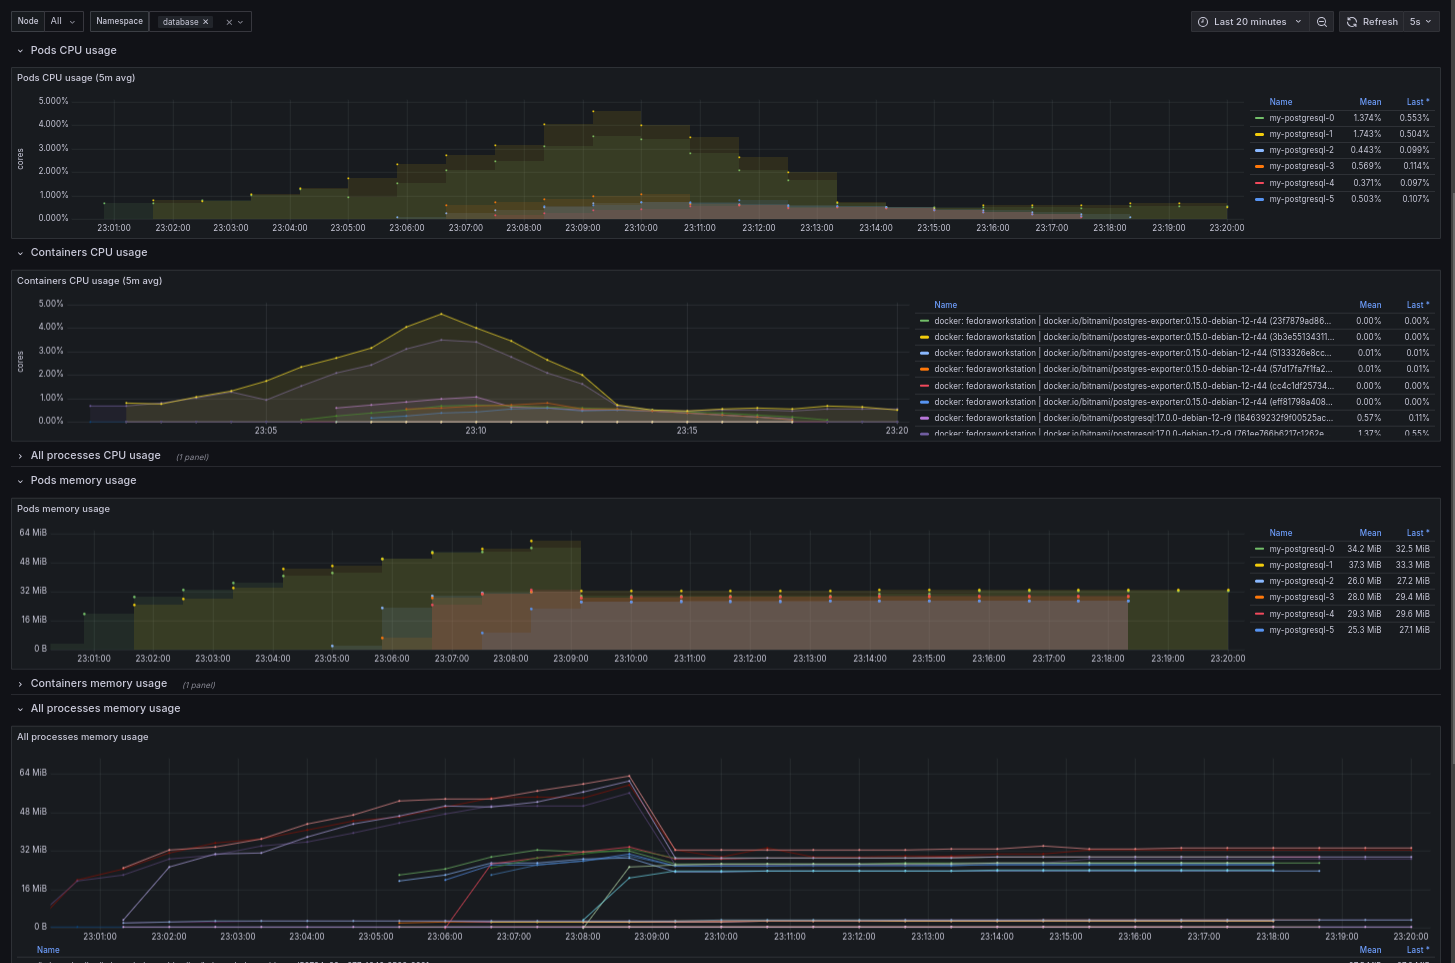 Node All Namespace database × × Last 20 minutes Refresh 5s
Pods CPU usage
Pods CPU usage (5m avg)
cores
5.000%
4.000%
3.000%
2.000%
1.000%
0.000%
23:01:00 23:02:00 23:03:00 23:04:00 23:05:00 23:06:00 23:07:00 23:08:00 23:09:00 23:10:00 23:11:00 23:12:00 23:13:00 23:14:00 23:15:00 23:16:00 23:17:00 23:18:00 23:19:00 23:20:00
Name Mean Last *
my-postgresql-0 1.374% 0.553%
my-postgresql-1 1.743% 0.504%
my-postgresql-2 0.443% 0.099%
my-postgresql-3 0.569% 0.114%
my-postgresql-4 0.371% 0.097%
my-postgresql-5 0.503% 0.107%
Containers CPU usage
Containers CPU usage (5m avg)
cores
5.00%
4.00%
3.00%
2.00%
1.00%
0.00%
23:05 23:10 23:15 23:20
Name Mean Last *
docker: fedoraworkstation | docker.io/bitnami/postgres-exporter:0.15.0-debian-12-r44 (23f7879ad86... 0.00% 0.00%
docker: fedoraworkstation | docker.io/bitnami/postgres-exporter:0.15.0-debian-12-r44 (3b3e55134311... 0.00% 0.00%
docker: fedoraworkstation | docker.io/bitnami/postgres-exporter:0.15.0-debian-12-r44 (5133326e8cc... 0.01% 0.01%
docker: fedoraworkstation | docker.io/bitnami/postgres-exporter:0.15.0-debian-12-r44 (57d17fa7f1fa2... 0.01% 0.01%
docker: fedoraworkstation | docker.io/bitnami/postgres-exporter:0.15.0-debian-12-r44 (cc4c1df25734... 0.00% 0.00%
docker: fedoraworkstation | docker.io/bitnami/postgres-exporter:0.15.0-debian-12-r44 (eff81798a408... 0.00% 0.00%
docker: fedoraworkstation | docker.io/bitnami/postgresql:17.0.0-debian-12-r9 (184639232f9f00525ac... 0.57% 0.11%
docker: fedoraworkstation | docker.io/bitnami/postgresql:17.0.0-debian-12-r9 (761ee766b6217c1262e... 1.37% 0.55%
All processes CPU usage (1 panel)
Pods memory usage
Pods memory usage
64 MiB
48 MiB
32 MiB
16 MiB
0 B
23:01:00 23:02:00 23:03:00 23:04:00 23:05:00 23:06:00 23:07:00 23:08:00 23:09:00 23:10:00 23:11:00 23:12:00 23:13:00 23:14:00 23:15:00 23:16:00 23:17:00 23:18:00 23:19:00 23:20:00
Name Mean Last *
my-postgresql-0 34.2 MiB 32.5 MiB
my-postgresql-1 37.3 MiB 33.3 MiB
my-postgresql-2 26.0 MiB 27.2 MiB
my-postgresql-3 28.0 MiB 29.4 MiB
my-postgresql-4 29.3 MiB 29.6 MiB
my-postgresql-5 25.3 MiB 27.1 MiB
Containers memory usage (1 panel)
All processes memory usage
All processes memory usage
64 MiB
48 MiB
32 MiB
16 MiB
0 B
23:01:00 23:02:00 23:03:00 23:04:00 23:05:00 23:06:00 23:07:00 23:08:00 23:09:00 23:10:00 23:11:00 23:12:00 23:13:00 23:14:00 23:15:00 23:16:00 23:17:00 23:18:00 23:19:00 23:20:00
Name Mean Last *